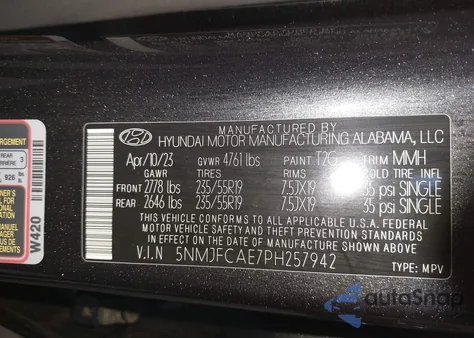 MANUFACTURED BY
HYUNDAI MOTOR MANUFACTURING ALABAMA, LLC
Apr/10/23 GVWR 4761 lbs PAINT T2G TRIM MMH
GAWR TIRES COLD TIRE INFL
FRONT 2778 lbs 235/55R19 7.5JX19 35 psi SINGLE
REAR 2646 lbs 235/55R19 7.5JX19 35 psi SINGLE
THIS VEHICLE CONFORMS TO ALL APPLICABLE U.S. FEDERAL
MOTOR VEHICLE SAFETY AND THEFT PREVENTION STANDARDS
IN EFFECT ON THE DATE OF MANUFACTURE SHOWN ABOVE.
V.I.N 5NMJFCAE7PH257942
TYPE: MPV
REAR
3
926
W420
autoSnap